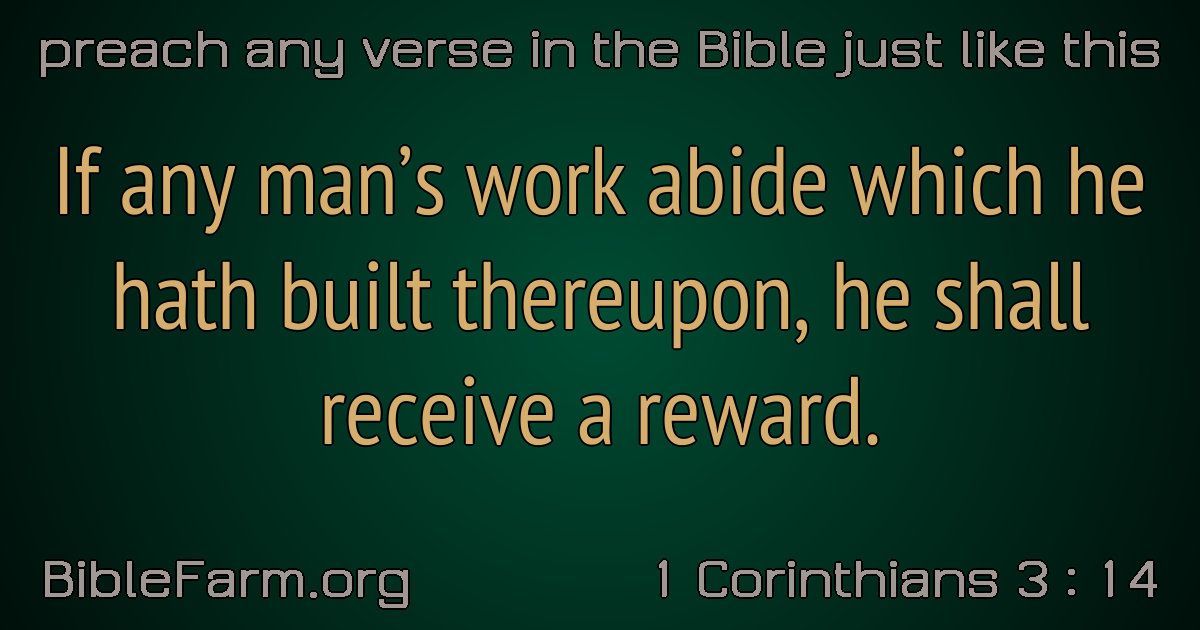 preach any verse in the Bible just like this
If any man’s work abide which he
hath built thereupon, he shall
receive a reward.
BibleFarm.org
1 Corinthians 3 : 14